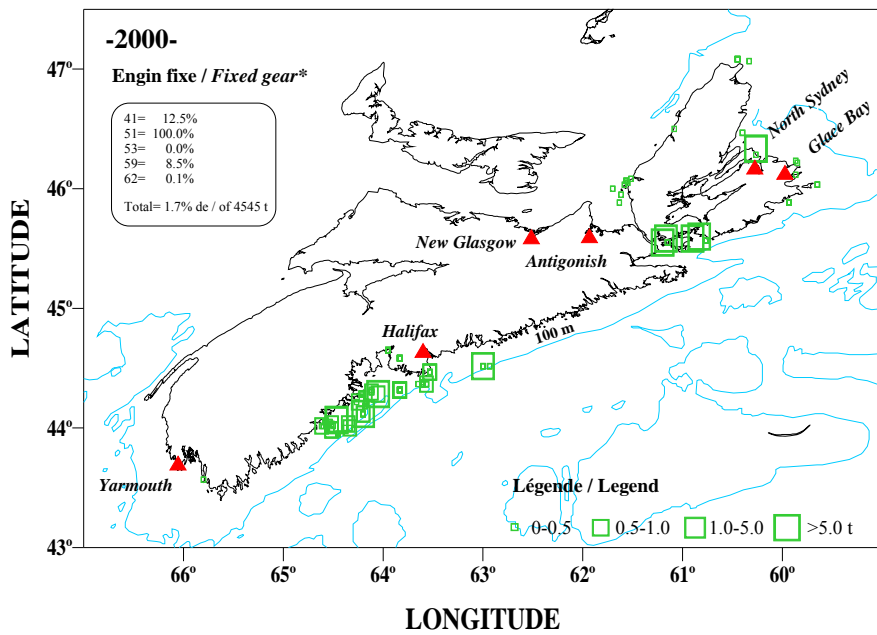 -2000-
Engin fixe / Fixed gear*
41= 12.5%
51= 100.0%
53= 0.0%
59= 8.5%
62= 0.1%
Total= 1.7% de / of 4545 t
North Sydney
Glace Bay
New Glasgow
Antigonish
Halifax
100 m
Yarmouth
Légende / Legend
0-0.5 0.5-1.0 1.0-5.0 >5.0 t
47º
46º
45º
44º
43º
LATITUDE
66º 65º 64º 63º 62º 61º 60º
LONGITUDE